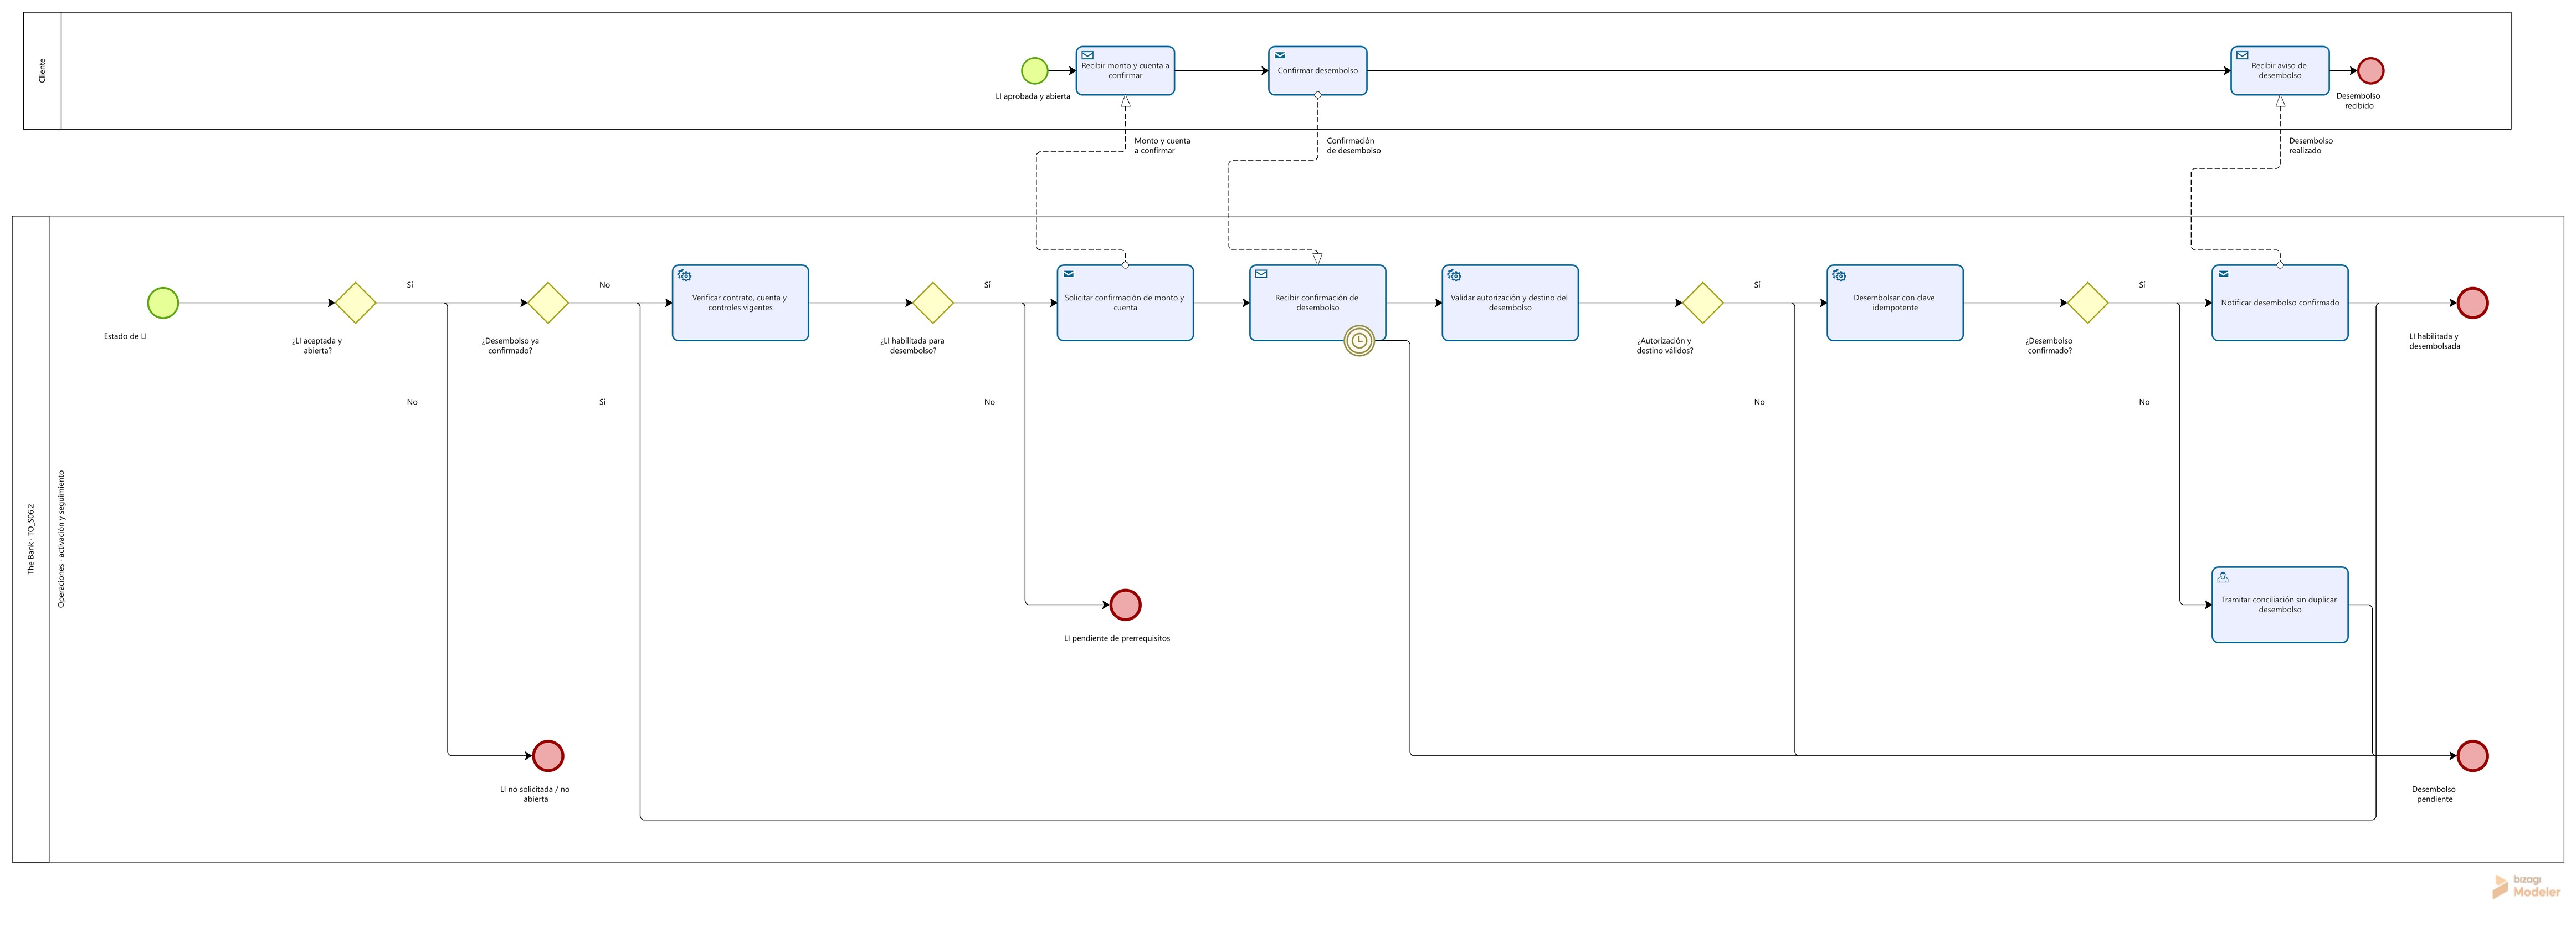 Cliente
LI aprobada y abierta
Recibir monto y cuenta a
confirmar
Confirmar desembolso
Recibir aviso de
desembolso
Desembolso
recibido
Monto y cuenta
a confirmar
Confirmación
de desembolso
Desembolso
realizado
The Bank - TO_S06.2
Operaciones - activación y seguimiento
Estado de LI
¿LI aceptada y
abierta?
Sí
No
¿Desembolso ya
confirmado?
No
Sí
Verificar contrato, cuenta y
controles vigentes
¿LI habilitada para
desembolso?
Sí
No
Solicitar confirmación de monto y
cuenta
Recibir confirmación de
desembolso
Validar autorización y destino del
desembolso
¿Autorización y
destino válidos?
Sí
No
Desembolsar con clave
idempotente
¿Desembolso
confirmado?
Sí
No
Notificar desembolso confirmado
LI habilitada y
desembolsada
LI pendiente de prerrequisitos
Tramitar conciliación sin duplicar
desembolso
LI no solicitada / no
abierta
Desembolso
pendiente
bizagi
Modeler